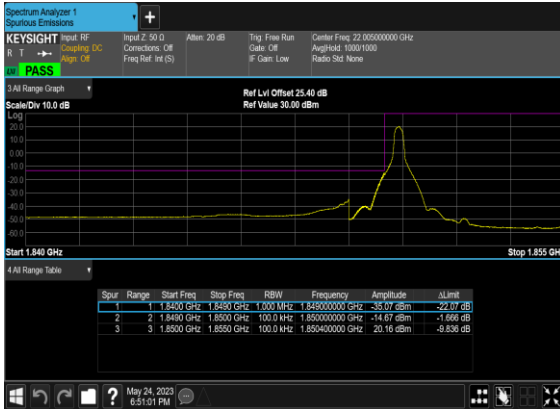 Spectrum Analyzer 1
Spurious Emissions
KEYSIGHT Input: RF Input Z: 50 Ω Atten: 20 dB Trig: Free Run Center Freq: 22.005000000 GHz
R T Coupling: DC Corrections: Off Gate: Off Avg|Hold: 1000/1000
Align: Off Freq Ref: Int (S) IF Gain: Low Radio Std: None
PASS
3 All Range Graph
Ref Lvl Offset 25.40 dB
Scale/Div 10.0 dB Ref Value 30.00 dBm
Log
20.0
10.0
0.00
-10.0
-20.0
-30.0
-40.0
-50.0
-60.0
Start 1.840 GHz Stop 1.855 GH
4 All Range Table
Spur Range Start Freq Stop Freq RBW Frequency Amplitude ΔLimit
1 1 1.8400 GHz 1.8490 GHz 1.000 MHz 1.849000000 GHz -35.07 dBm -22.07 dB
2 2 1.8490 GHz 1.8500 GHz 100.0 kHz 1.850000000 GHz -14.67 dBm -1.666 dB
3 3 1.8500 GHz 1.8550 GHz 100.0 kHz 1.850400000 GHz 20.16 dBm -9.836 dB
May 24, 2023
6:51:01 PM